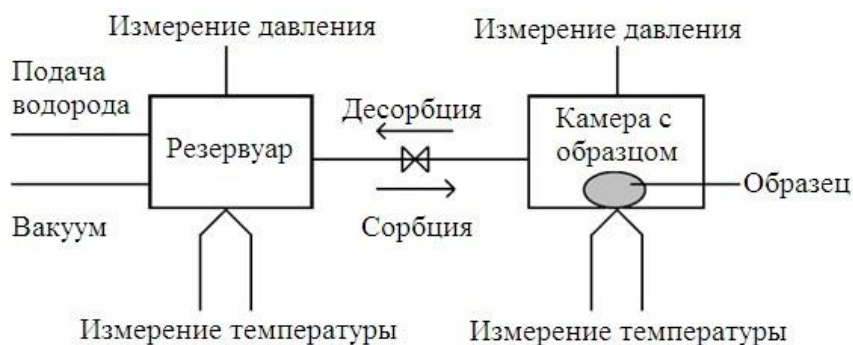 Измерение давления
Измерение давления
Подача
водорода
Десорбция
Камера с
образцом
Резервуар
Образец
Вакуум
Сорбция
Измерение температуры
Измерение температуры